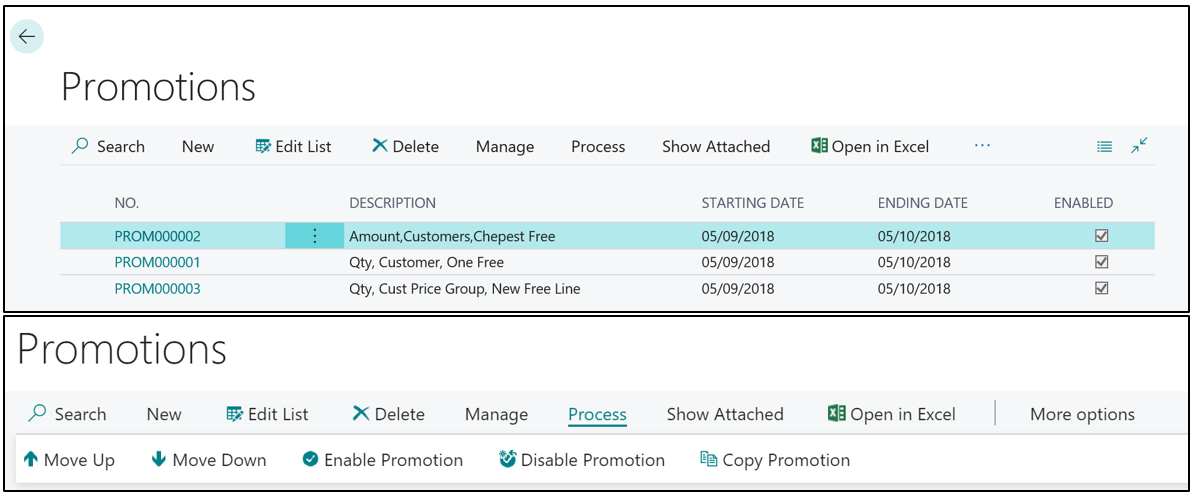 Promotions
Search New Edit List Delete Manage Process Show Attached Open in Excel ...
NO. DESCRIPTION STARTING DATE ENDING DATE ENABLED
PROM000002 Amount,Customers,Chepest Free 05/09/2018 05/10/2018
PROM000001 Qty, Customer, One Free 05/09/2018 05/10/2018
PROM000003 Qty, Cust Price Group, New Free Line 05/09/2018 05/10/2018
Promotions
Search New Edit List Delete Manage Process Show Attached Open in Excel More options
Move Up Move Down Enable Promotion Disable Promotion Copy Promotion